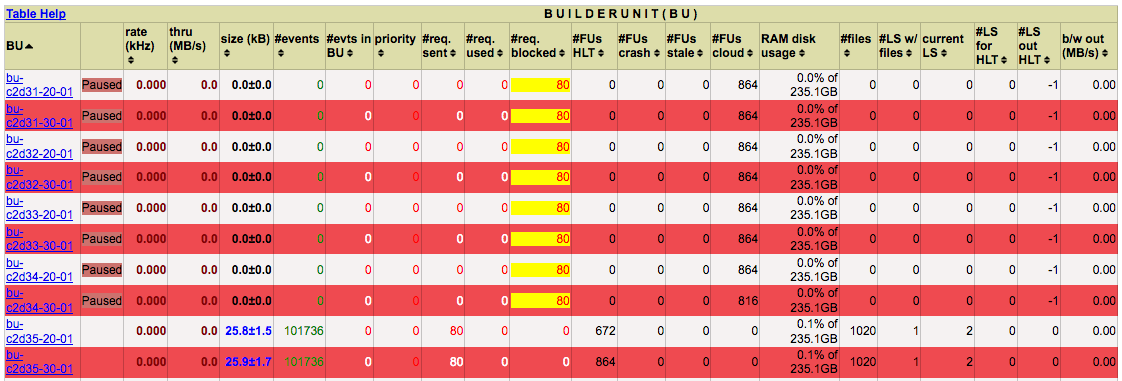 Table Help B U I L D E R U N I T ( B U )
BU rate (kHz) thru (MB/s) size (kB) #events #evts in BU priority #req. sent #req. used #req. blocked #FUs HLT #FUs crash #FUs stale #FUs cloud RAM disk usage #files #LS w/ files current LS #LS for HLT #LS out HLT b/w out (MB/s)
bu-c2d31-20-01 Paused 0.000 0.0 0.0±0.0 0 0 0 0 0 80 0 0 0 864 0.0% of 235.1GB 0 0 0 0 -1 0.00
bu-c2d31-30-01 Paused 0.000 0.0 0.0±0.0 0 0 0 0 0 80 0 0 0 864 0.0% of 235.1GB 0 0 0 0 -1 0.00
bu-c2d32-20-01 Paused 0.000 0.0 0.0±0.0 0 0 0 0 0 80 0 0 0 864 0.0% of 235.1GB 0 0 0 0 -1 0.00
bu-c2d32-30-01 Paused 0.000 0.0 0.0±0.0 0 0 0 0 0 80 0 0 0 864 0.0% of 235.1GB 0 0 0 0 -1 0.00
bu-c2d33-20-01 Paused 0.000 0.0 0.0±0.0 0 0 0 0 0 80 0 0 0 864 0.0% of 235.1GB 0 0 0 0 -1 0.00
bu-c2d33-30-01 Paused 0.000 0.0 0.0±0.0 0 0 0 0 0 80 0 0 0 864 0.0% of 235.1GB 0 0 0 0 -1 0.00
bu-c2d34-20-01 Paused 0.000 0.0 0.0±0.0 0 0 0 0 0 80 0 0 0 864 0.0% of 235.1GB 0 0 0 0 -1 0.00
bu-c2d34-30-01 Paused 0.000 0.0 0.0±0.0 0 0 0 0 0 80 0 0 0 816 0.0% of 235.1GB 0 0 0 0 -1 0.00
bu-c2d35-20-01 0.000 0.0 25.8±1.5 101736 0 0 80 0 0 672 0 0 0 0.1% of 235.1GB 1020 1 2 0 0 0.00
bu-c2d35-30-01 0.000 0.0 25.9±1.7 101736 0 0 80 0 0 864 0 0 0 0.1% of 235.1GB 1020 1 2 0 0 0.00